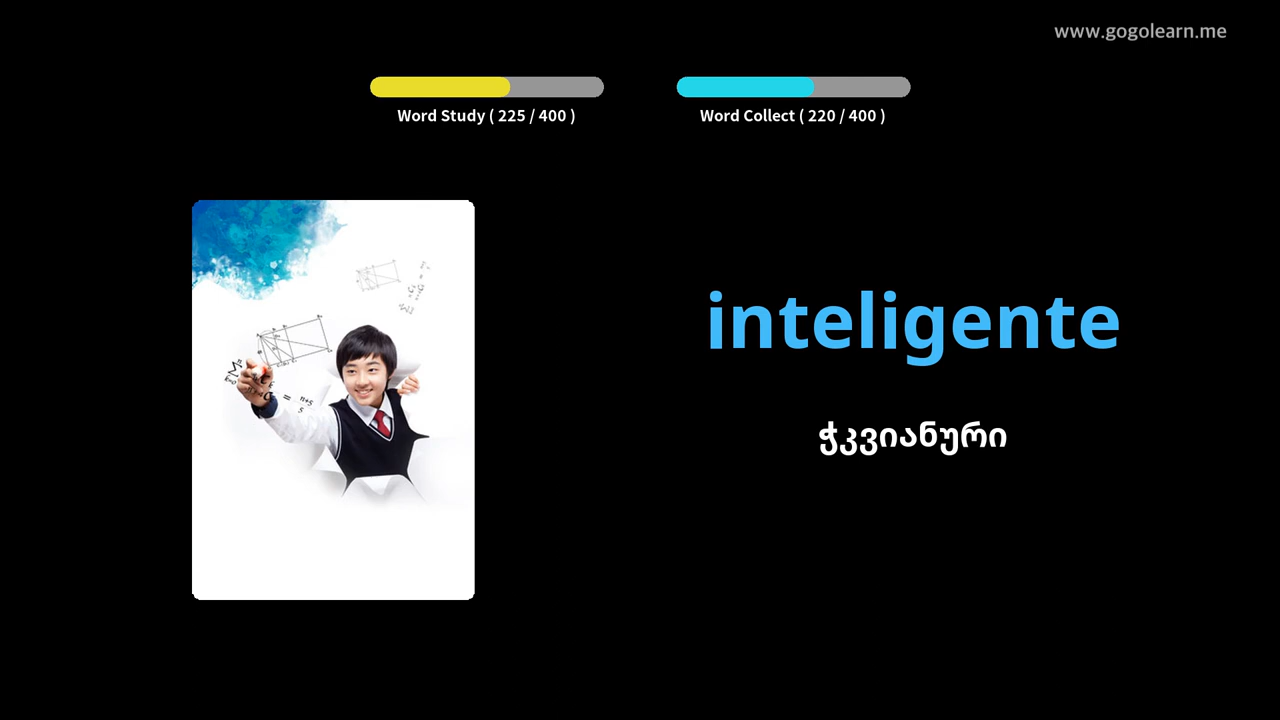 www.gogolearn.me
Word Study ( 225 / 400 )
Word Collect ( 220 / 400 )
inteligente
ჭკვიანური